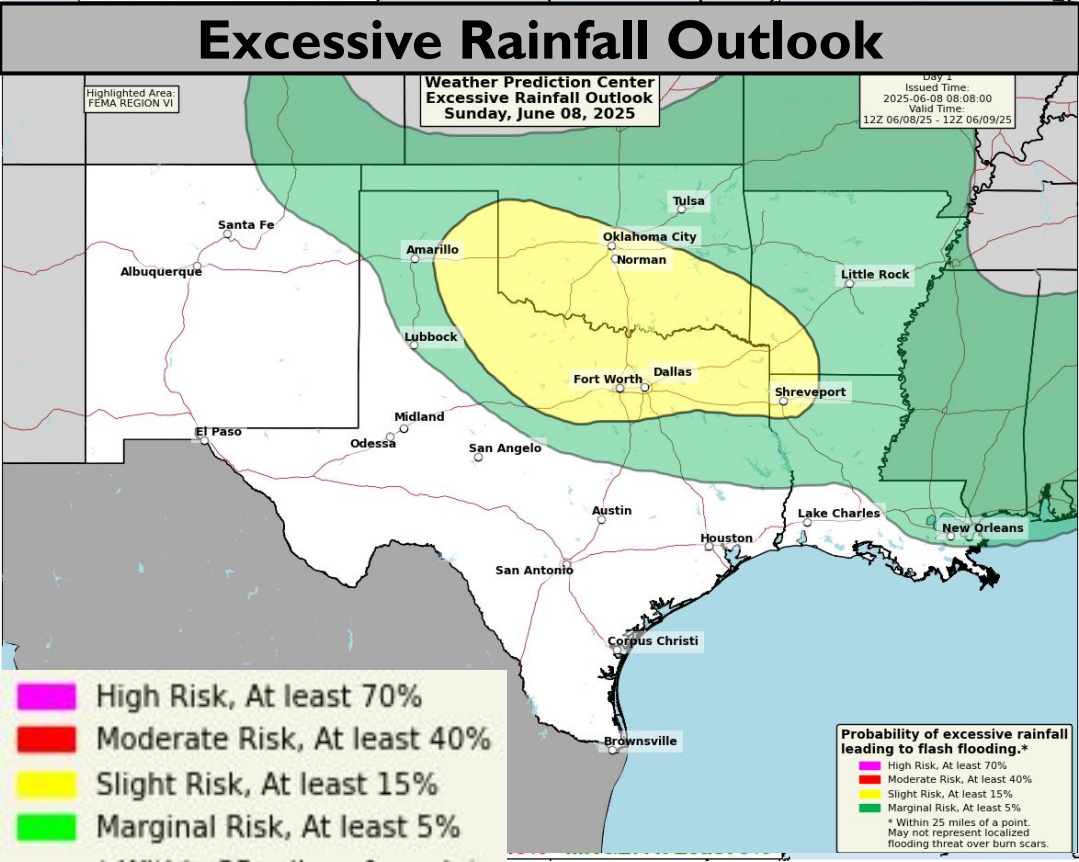 Excessive Rainfall Outlook
Highlighted Area:
FEMA REGION VI
Weather Prediction Center
Excessive Rainfall Outlook
Sunday, June 08, 2025
Day 1
Issued Time:
2025-06-08 08:08:00
Valid Time:
12Z 06/08/25 - 12Z 06/09/25
Tulsa
Santa Fe
Oklahoma City
Amarillo
Norman
Albuquerque
Little Rock
Lubbock
Dallas
Fort Worth
Shreveport
Midland
El Paso
Odessa
San Angelo
Austin
Lake Charles
New Orleans
Houston
San Antonio
Corpus Christi
Brownsville
High Risk, At least 70%
Moderate Risk, At least 40%
Slight Risk, At least 15%
Marginal Risk, At least 5%
Probability of excessive rainfall
leading to flash flooding.*
High Risk, At least 70%
Moderate Risk, At least 40%
Slight Risk, At least 15%
Marginal Risk, At least 5%
* Within 25 miles of a point.
May not represent localized
flooding threat over burn scars.